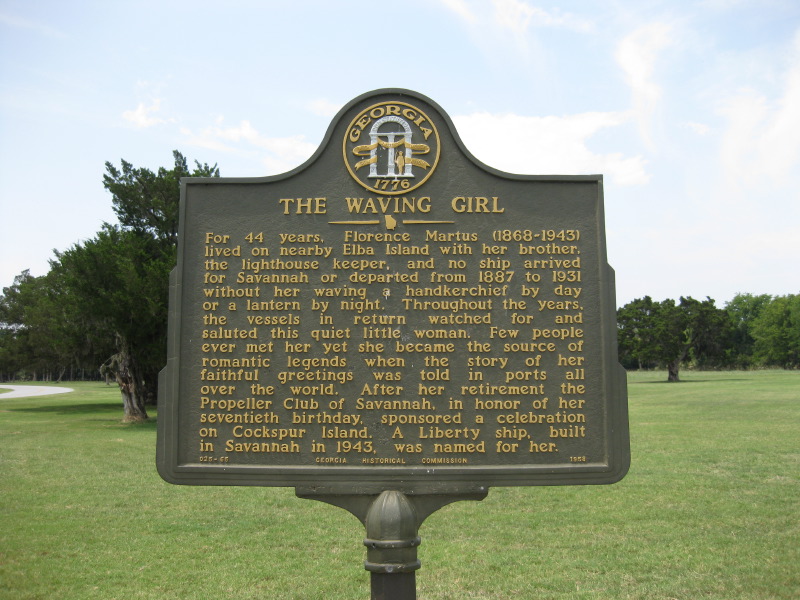 GEORGIA
1776
THE WAVING GIRL
For 44 years, Florence Martus (1868-1943)
lived on nearby Elba Island with her brother,
the lighthouse keeper, and no ship arrived
for Savannah or departed from 1887 to 1931
without her waving a handkerchief by day
or a lantern by night. Throughout the years,
the vessels in return watched for and
saluted this quiet little woman. Few people
ever met her yet she became the source of
romantic legends when the story of her
faithful greetings was told in ports all
over the world. After her retirement the
Propeller Club of Savannah, in honor of her
seventieth birthday, sponsored a celebration
on Cockspur Island. A Liberty ship, built
in Savannah in 1943, was named for her.
025-65 GEORGIA HISTORICAL COMMISSION 1958